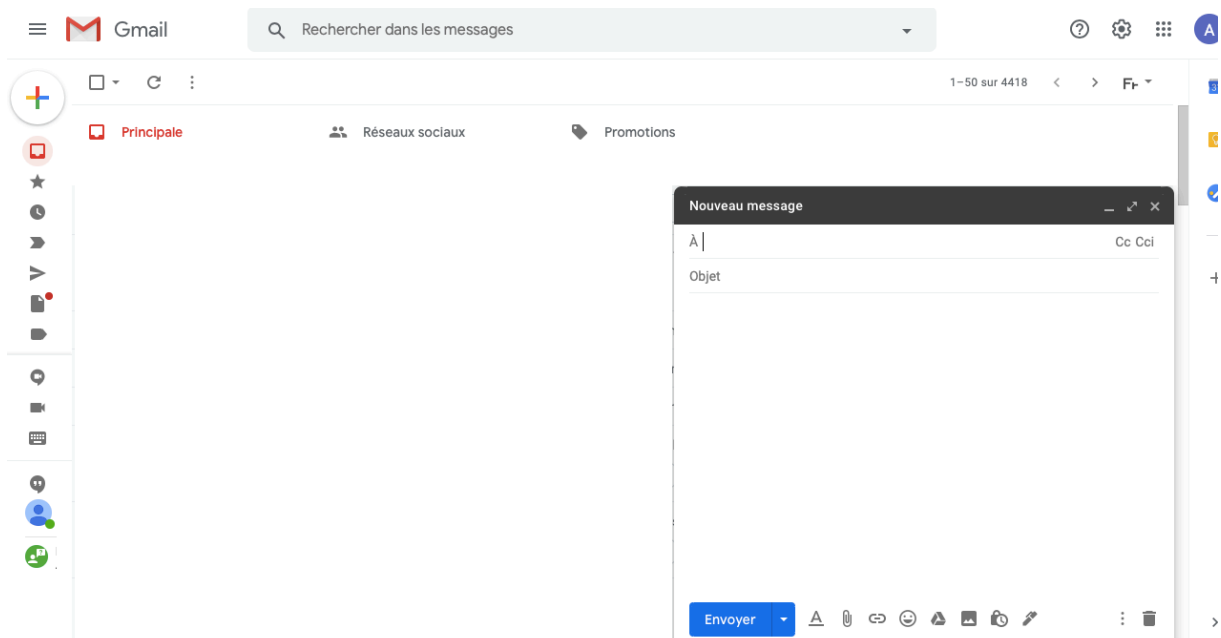 Gmail
Rechercher dans les messages
A
1–50 sur 4418
Principale
Réseaux sociaux
Promotions
Nouveau message
À
Cc Cci
Objet
Envoyer